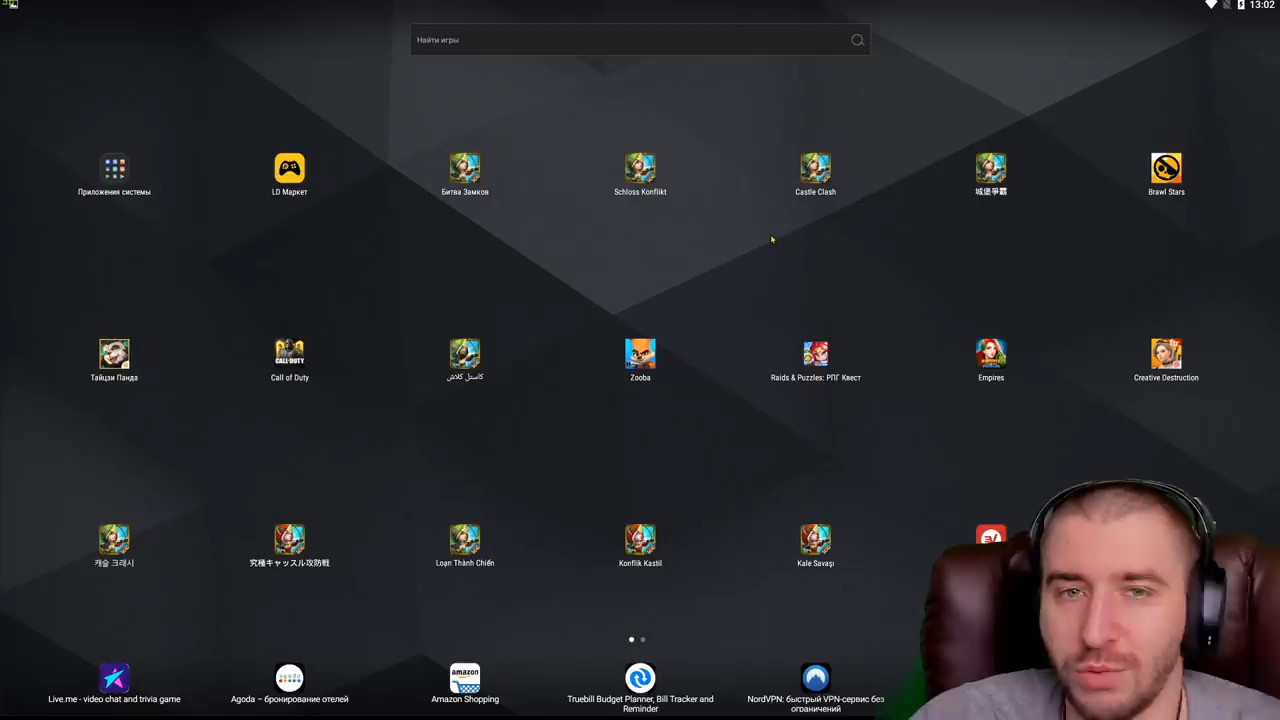 13:02
Найти игры
Приложения системы
LD Маркет
Битва Замков
Schloss Konflikt
Castle Clash
城堡爭霸
Brawl Stars
Тайцзи Панда
Call of Duty
كاستل كلاش
Zooba
Raids & Puzzles: РПГ Квест
Empires
Creative Destruction
캐슬 크래시
究極キャッスル攻防戦
Loạn Thành Chiến
Konflik Kastil
Kale Savaşı
Live.me - video chat and trivia game
Agoda – бронирование отелей
amazon
Amazon Shopping
Truebill Budget Planner, Bill Tracker and
Reminder
NordVPN: быстрый VPN-сервис без
ограничений